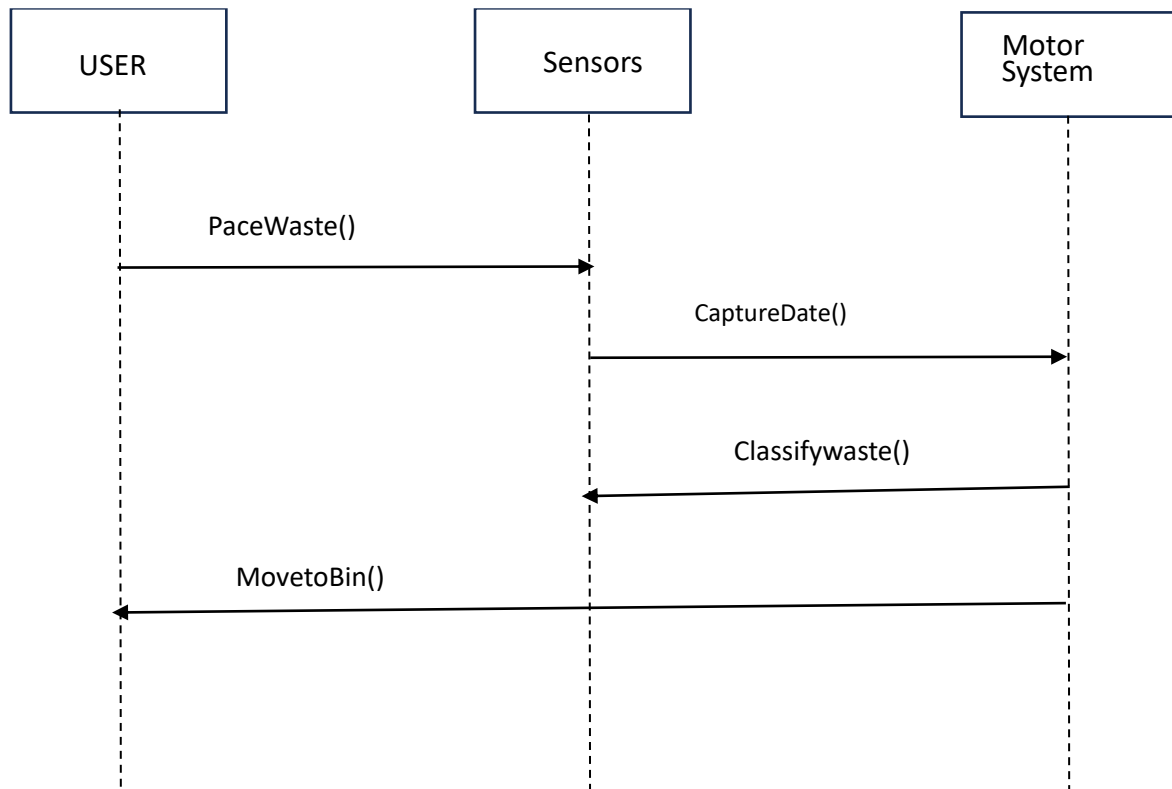 USER
Sensors
Motor
System
PaceWaste()
CaptureDate()
Classifywaste()
MovetoBin()